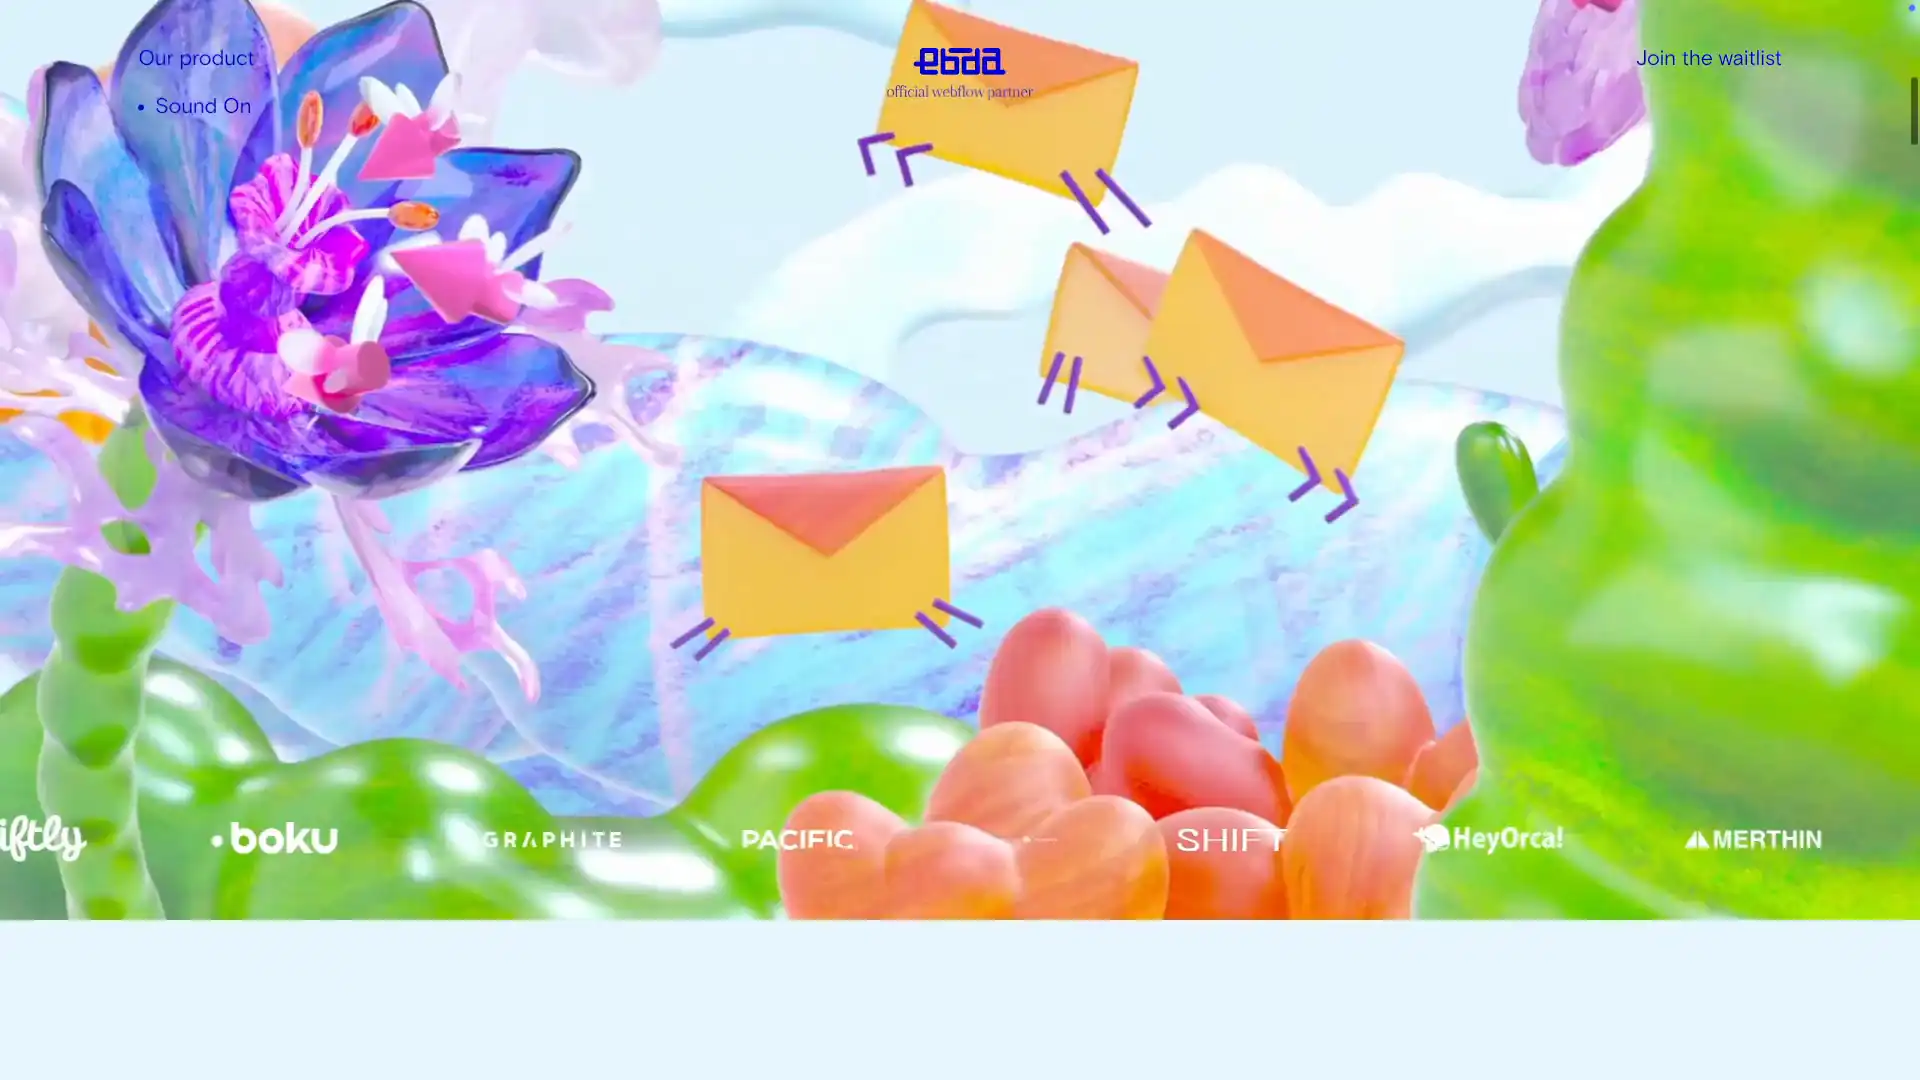 Our product
Sound On
ebda
official webflow partner
Join the waitlist
iftly
boku
GRAPHITE
PACIFIC
SHIFT
HeyOrca!
MERTHIN